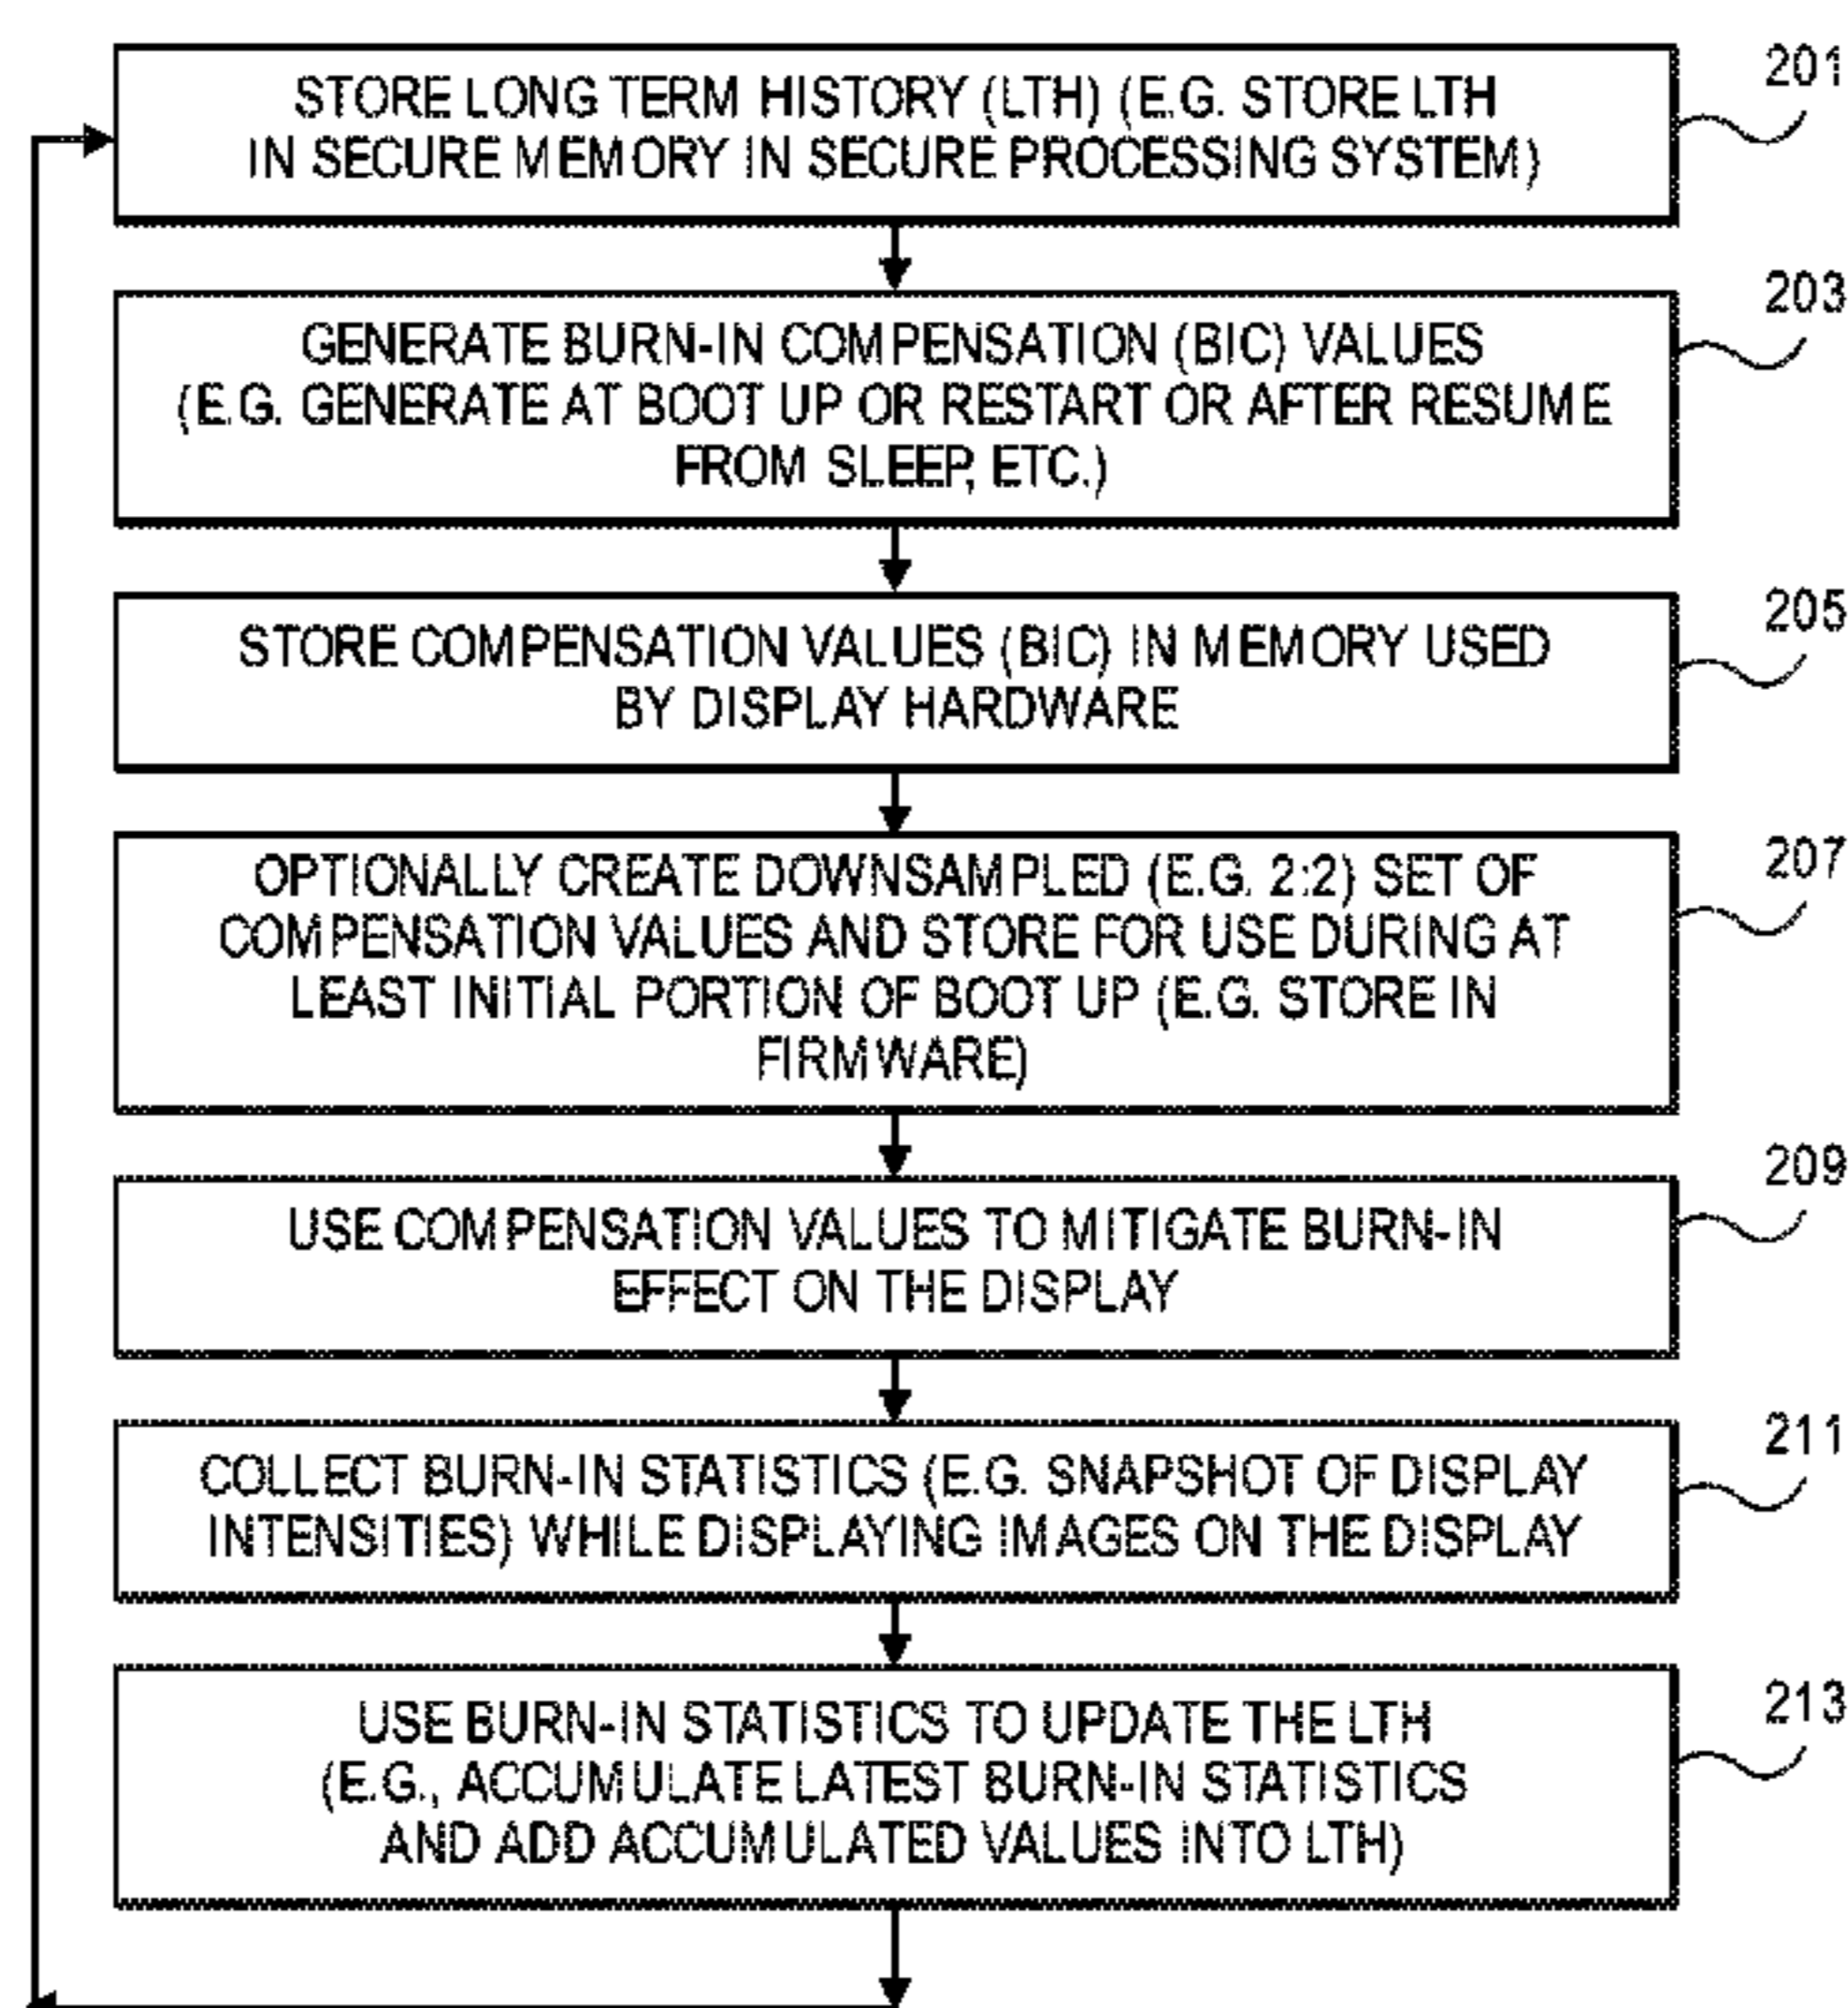 STORE LONG TERM HISTORY (LTH) (E.G. STORE LTH
IN SECURE MEMORY IN SECURE PROCESSING SYSTEM)
201
GENERATE BURN-IN COMPENSATION (BIC) VALUES
(E.G. GENERATE AT BOOT UP OR RESTART OR AFTER RESUME
FROM SLEEP, ETC.)
203
STORE COMPENSATION VALUES (BIC) IN MEMORY USED
BY DISPLAY HARDWARE
205
OPTIONALLY CREATE DOWNSAMPLED (E.G. 2:2) SET OF
COMPENSATION VALUES AND STORE FOR USE DURING AT
LEAST INITIAL PORTION OF BOOT UP (E.G. STORE IN
FIRMWARE)
207
USE COMPENSATION VALUES TO MITIGATE BURN-IN
EFFECT ON THE DISPLAY
209
COLLECT BURN-IN STATISTICS (E.G. SNAPSHOT OF DISPLAY
INTENSITIES) WHILE DISPLAYING IMAGES ON THE DISPLAY
211
USE BURN-IN STATISTICS TO UPDATE THE LTH
(E.G., ACCUMULATE LATEST BURN-IN STATISTICS
AND ADD ACCUMULATED VALUES INTO LTH)
213